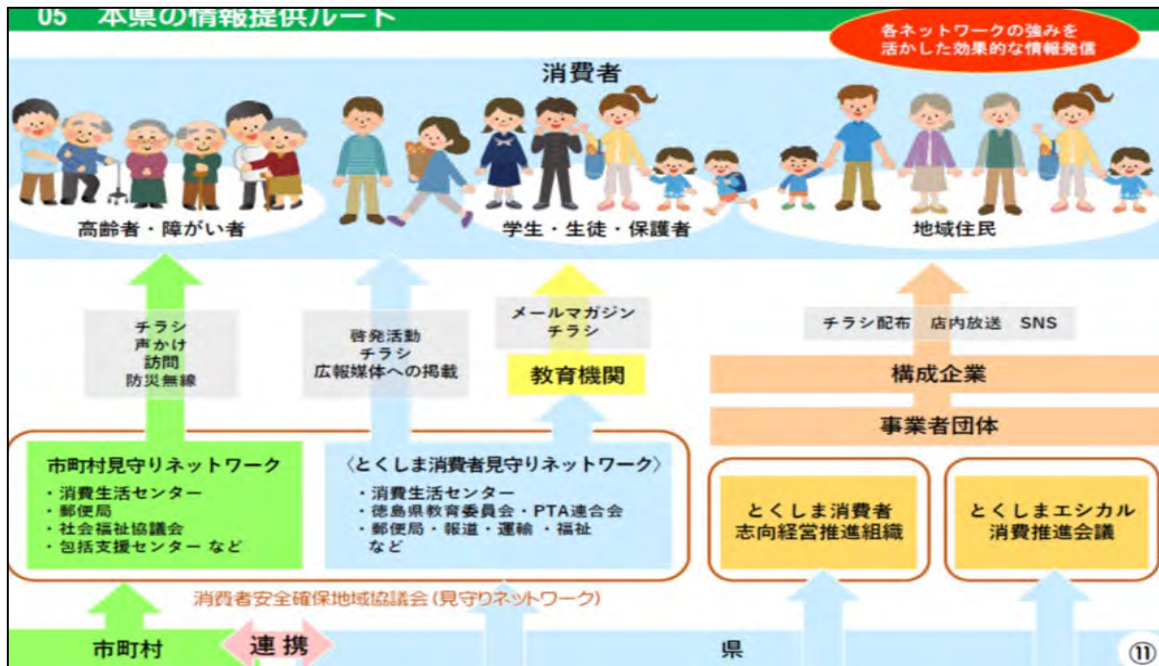 05 本県の情報提供ルート
各ネットワークの強みを
活かした効果的な情報発信
消費者
高齢者・障がい者
学生・生徒・保護者
地域住民
チラシ
声かけ
訪問
防災無線
啓発活動
チラシ
広報媒体への掲載
メールマガジン
チラシ
教育機関
チラシ配布 店内放送 SNS
構成企業
事業者団体
市町村見守りネットワーク
・消費生活センター
・郵便局
・社会福祉協議会
・包括支援センター など
〈とくしま消費者見守りネットワーク〉
・消費生活センター
・徳島県教育委員会・PTA連合会
・郵便局・報道・運輸・福祉
など
とくしま消費者
志向経営推進組織
とくしまエシカル
消費推進会議
消費者安全確保地域協議会(見守りネットワーク)
市町村
連携
県
⑪